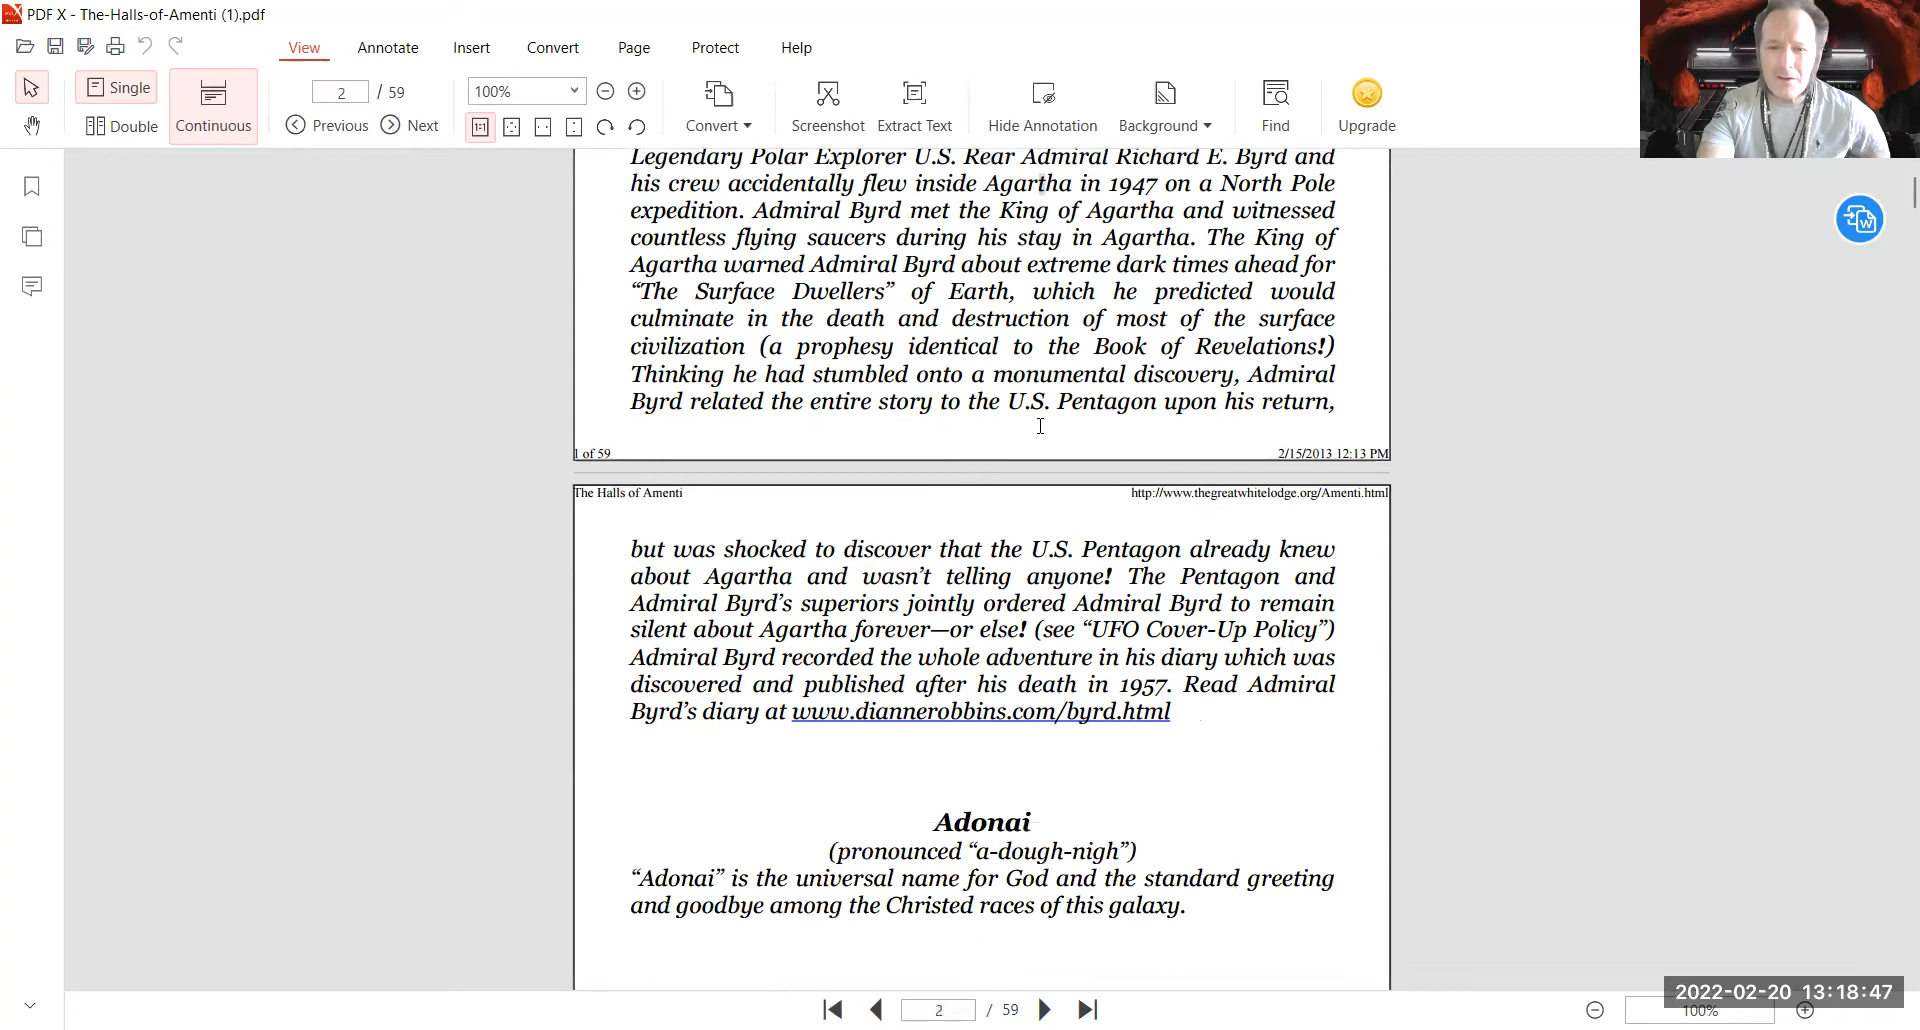 PDF X - The-Halls-of-Amenti (1).pdf
View Annotate Insert Convert Page Protect Help
Single
Double
Continuous
2 / 59
Previous Next
100%
1:1
Convert
Screenshot
Extract Text
Hide Annotation
Background
Find
Upgrade
Legendary Polar Explorer U.S. Rear Admiral Richard E. Byrd and
his crew accidentally flew inside Agartha in 1947 on a North Pole
expedition. Admiral Byrd met the King of Agartha and witnessed
countless flying saucers during his stay in Agartha. The King of
Agartha warned Admiral Byrd about extreme dark times ahead for
“The Surface Dwellers” of Earth, which he predicted would
culminate in the death and destruction of most of the surface
civilization (a prophesy identical to the Book of Revelations!)
Thinking he had stumbled onto a monumental discovery, Admiral
Byrd related the entire story to the U.S. Pentagon upon his return,
1 of 59
2/15/2013 12:13 PM
The Halls of Amenti
http://www.thegreatwhitelodge.org/Amenti.html
but was shocked to discover that the U.S. Pentagon already knew
about Agartha and wasn’t telling anyone! The Pentagon and
Admiral Byrd’s superiors jointly ordered Admiral Byrd to remain
silent about Agartha forever—or else! (see “UFO Cover-Up Policy”)
Admiral Byrd recorded the whole adventure in his diary which was
discovered and published after his death in 1957. Read Admiral
Byrd’s diary at www.diannerobbins.com/byrd.html
Adonai
(pronounced “a-dough-nigh”)
“Adonai” is the universal name for God and the standard greeting
and goodbye among the Christed races of this galaxy.
2 / 59
2022-02-20 13:18:47
100%
W